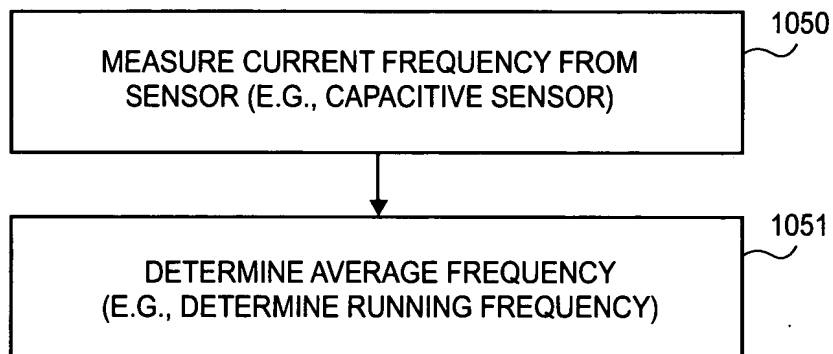 1050
MEASURE CURRENT FREQUENCY FROM
SENSOR (E.G., CAPACITIVE SENSOR)
1051
DETERMINE AVERAGE FREQUENCY
(E.G., DETERMINE RUNNING FREQUENCY)